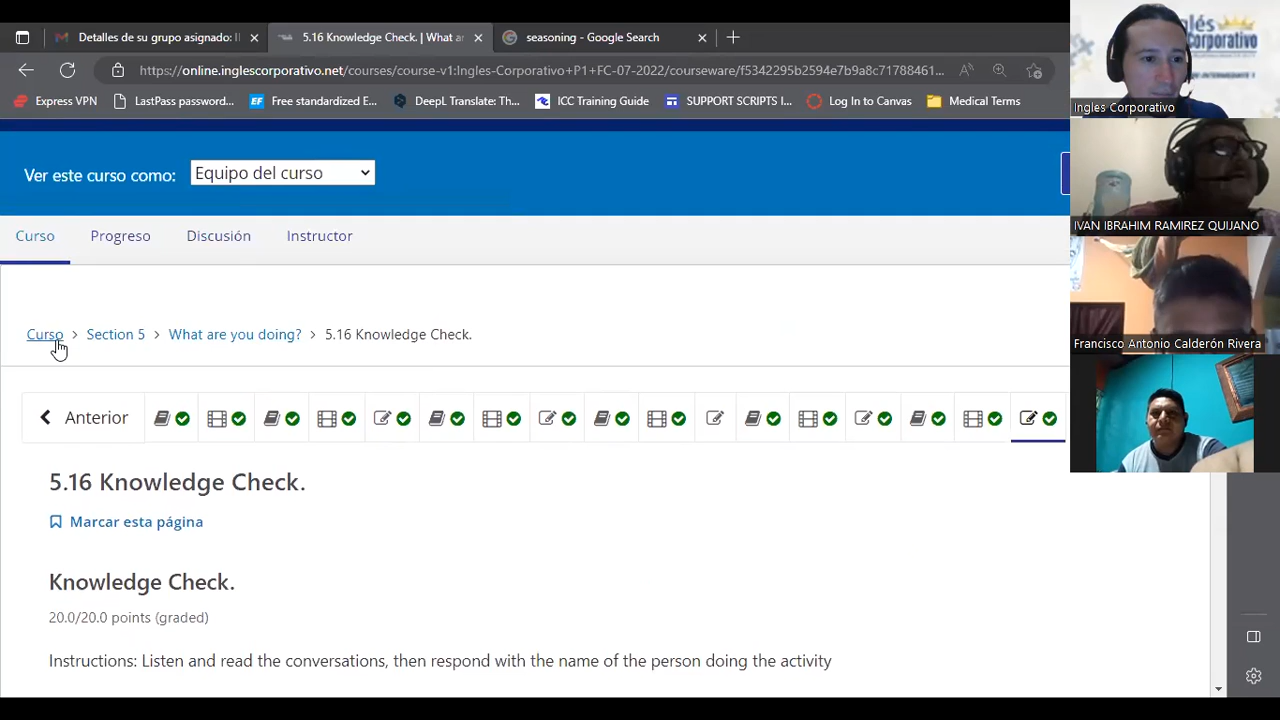 Detalles de su grupo asignado: I
5.16 Knowledge Check. | What ar
seasoning - Google Search
https://online.inglescorporativo.net/courses/course-v1:Ingles-Corporativo+P1+FC-07-2022/courseware/f5342295b2594e7b9a8c71788461...
Express VPN
LastPass password...
Free standardized E...
DeepL Translate: Th...
ICC Training Guide
SUPPORT SCRIPTS I...
Log In to Canvas
Medical Terms
Ver este curso como:
Equipo del curso
Curso
Progreso
Discusión
Instructor
Curso > Section 5 > What are you doing? > 5.16 Knowledge Check.
Anterior
5.16 Knowledge Check.
Marcar esta página
Knowledge Check.
20.0/20.0 points (graded)
Instructions: Listen and read the conversations, then respond with the name of the person doing the activity
Ingles Corporativo
IVAN IBRAHIM RAMIREZ QUIJANO
Francisco Antonio Calderón Rivera